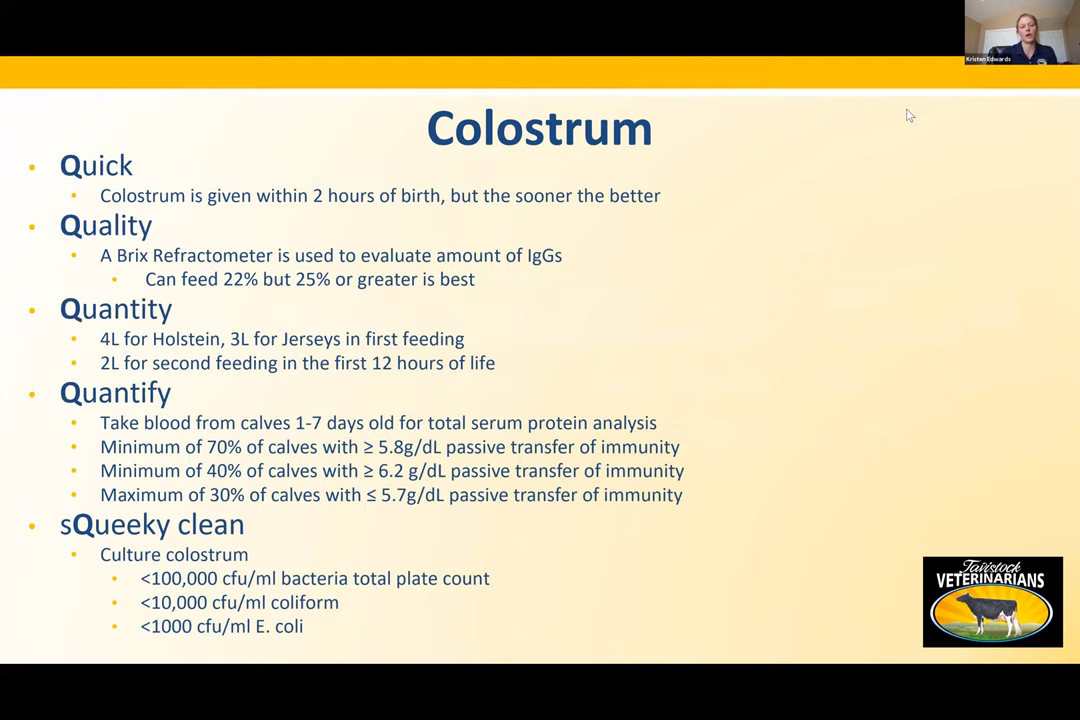 Kristen Edwards
Colostrum
• Quick
• Colostrum is given within 2 hours of birth, but the sooner the better
• Quality
• A Brix Refractometer is used to evaluate amount of IgGs
• Can feed 22% but 25% or greater is best
• Quantity
• 4L for Holstein, 3L for Jerseys in first feeding
• 2L for second feeding in the first 12 hours of life
• Quantify
• Take blood from calves 1-7 days old for total serum protein analysis
• Minimum of 70% of calves with ≥ 5.8g/dL passive transfer of immunity
• Minimum of 40% of calves with ≥ 6.2 g/dL passive transfer of immunity
• Maximum of 30% of calves with ≤ 5.7g/dL passive transfer of immunity
• sQueeky clean
• Culture colostrum
• <100,000 cfu/ml bacteria total plate count
• <10,000 cfu/ml coliform
• <1000 cfu/ml E. coli
Tavistock
VETERINARIANS